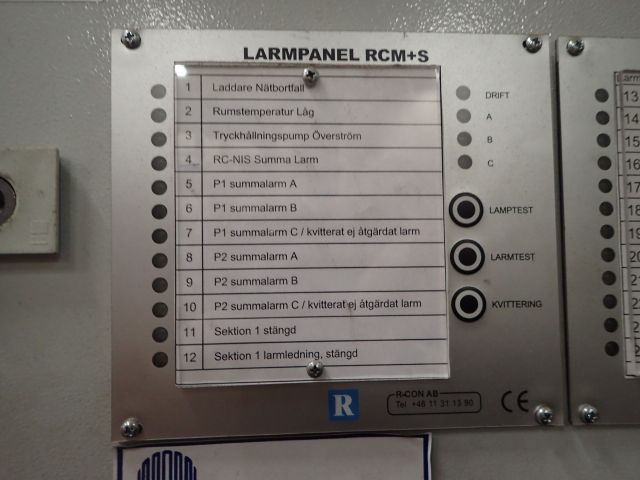 LARMPANEL RCM+S
1 Laddare Nätbortfall
2 Rumstemperatur Låg
3 Tryckhållningspump Överström
4 RC-NIS Summa Larm
5 P1 summalarm A
6 P1 summalarm B
7 P1 summalarm C / kvitterat ej åtgärdat larm
8 P2 summalarm A
9 P2 summalarm B
10 P2 summalarm C / kvitterat ej åtgärdat larm
11 Sektion 1 stängd
12 Sektion 1 larmledning, stängd
DRIFT
A
B
C
LAMPTEST
LARMTEST
KVITTERING
R
R-CON AB
Tel +46 11 31 13 90
CE
Larm
13
14
15
16
17
18
19
20
21
22